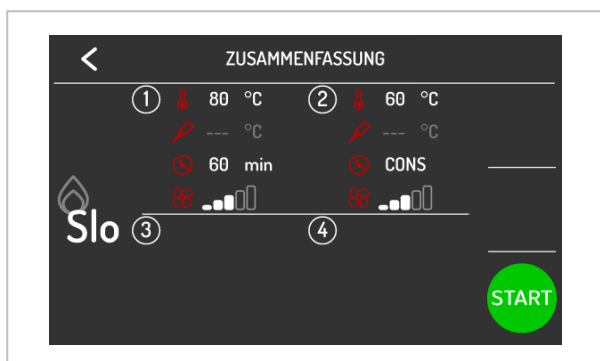 ZUSAMMENFASSUNG
1 80 °C 2 60 °C
--- °C --- °C
60 min CONS
Slo
3 4
START